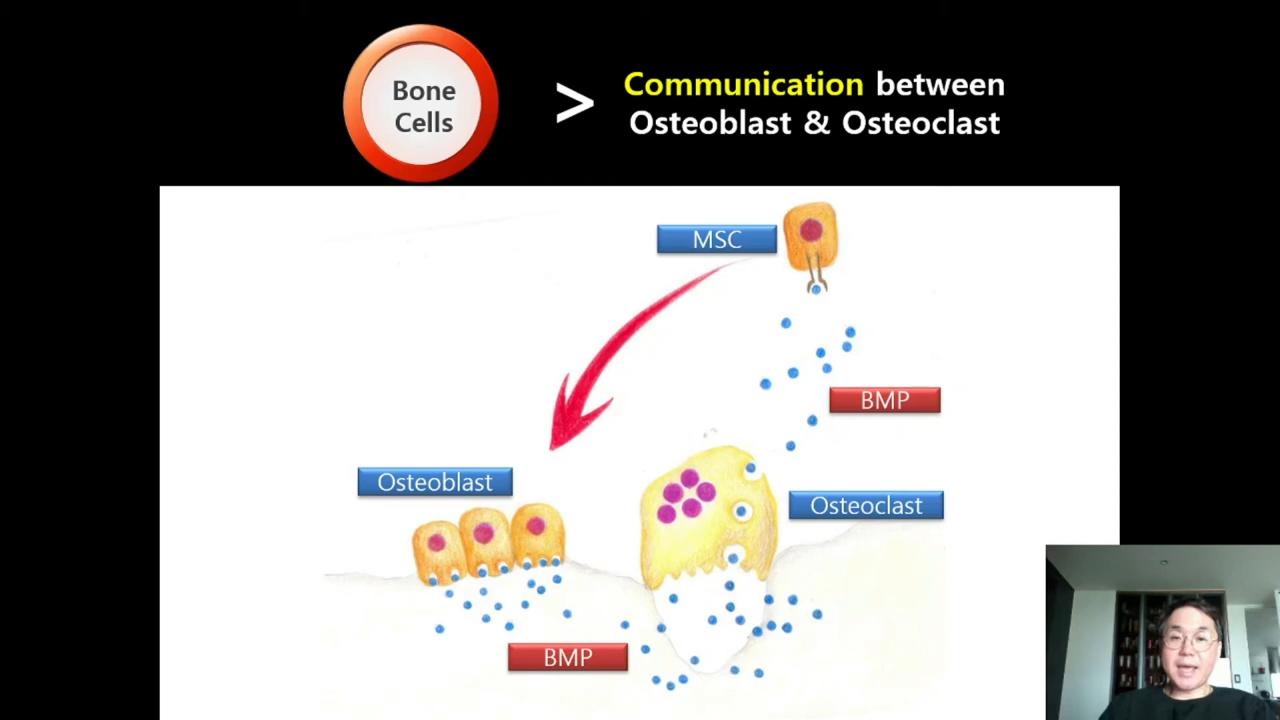 Bone
Cells
>
Communication between
Osteoblast & Osteoclast
MSC
BMP
Osteoblast
Osteoclast
BMP